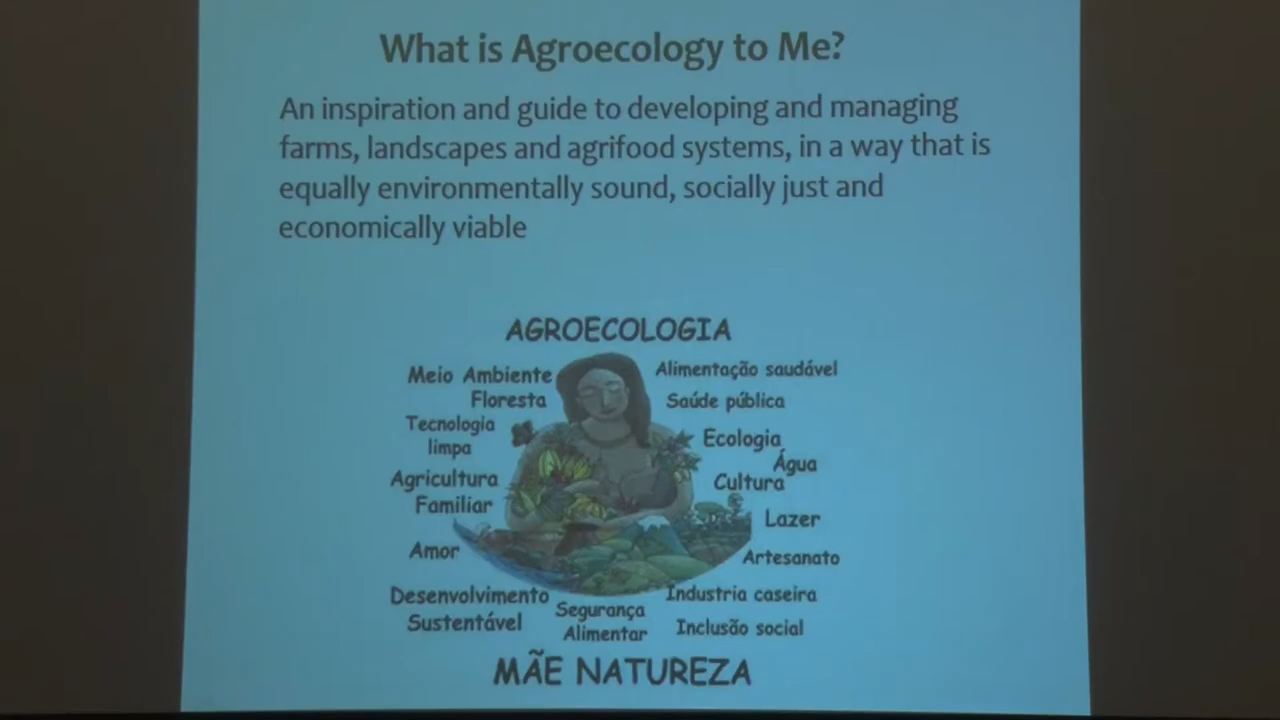 What is Agroecology to Me?
An inspiration and guide to developing and managing
farms, landscapes and agrifood systems, in a way that is
equally environmentally sound, socially just and
economically viable
AGROECOLOGIA
Meio Ambiente
Floresta
Tecnologia
limpa
Agricultura
Familiar
Amor
Desenvolvimento
Sustentável
Segurança
Alimentar
Alimentação saudável
Saúde pública
Ecologia
Água
Cultura
Lazer
Artesanato
Industria caseira
Inclusão social
MÃE NATUREZA